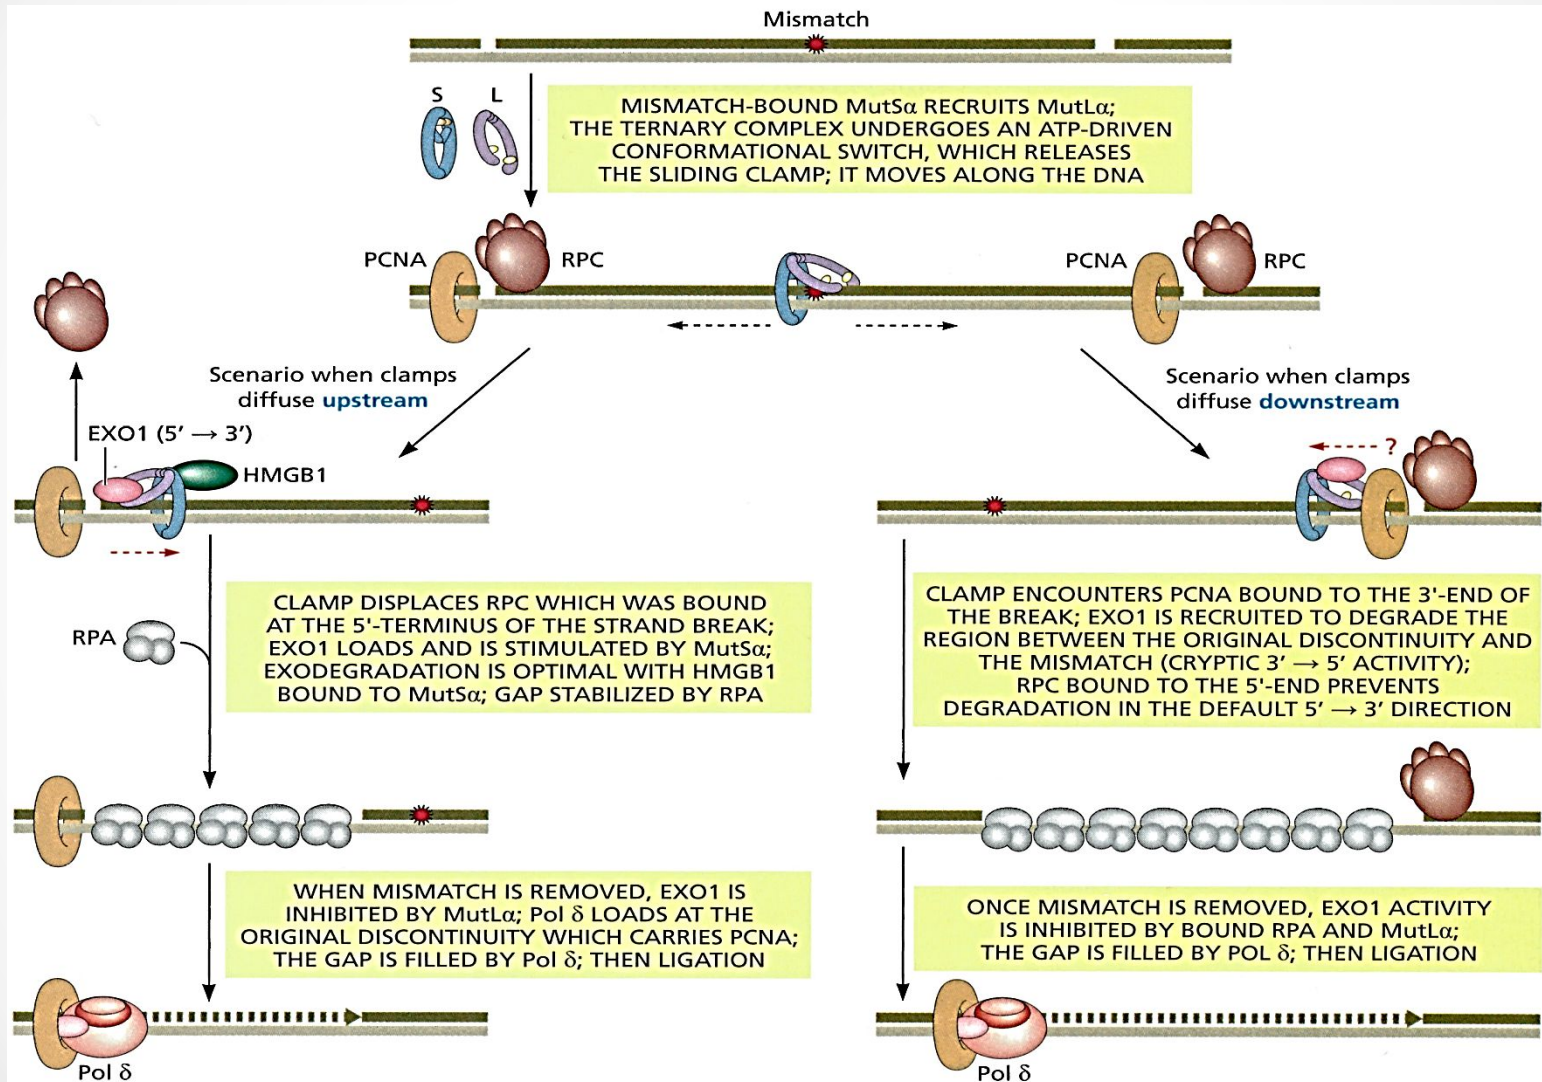 Mismatch
S L
MISMATCH-BOUND MutSα RECRUITS MutLα;
THE TERNARY COMPLEX UNDERGOES AN ATP-DRIVEN
CONFORMATIONAL SWITCH, WHICH RELEASES
THE SLIDING CLAMP; IT MOVES ALONG THE DNA
PCNA RPC PCNA RPC
Scenario when clamps
diffuse upstream
Scenario when clamps
diffuse downstream
EXO1 (5′ → 3′)
HMGB1
?
CLAMP DISPLACES RPC WHICH WAS BOUND
AT THE 5'-TERMINUS OF THE STRAND BREAK;
EXO1 LOADS AND IS STIMULATED BY MutSα;
EXODEGRADATION IS OPTIMAL WITH HMGB1
BOUND TO MutSα; GAP STABILIZED BY RPA
RPA
CLAMP ENCOUNTERS PCNA BOUND TO THE 3'-END OF
THE BREAK; EXO1 IS RECRUITED TO DEGRADE THE
REGION BETWEEN THE ORIGINAL DISCONTINUITY AND
THE MISMATCH (CRYPTIC 3′ → 5′ ACTIVITY);
RPC BOUND TO THE 5'-END PREVENTS
DEGRADATION IN THE DEFAULT 5′ → 3′ DIRECTION
WHEN MISMATCH IS REMOVED, EXO1 IS
INHIBITED BY MutLα; Pol δ LOADS AT THE
ORIGINAL DISCONTINUITY WHICH CARRIES PCNA;
THE GAP IS FILLED BY Pol δ; THEN LIGATION
ONCE MISMATCH IS REMOVED, EXO1 ACTIVITY
IS INHIBITED BY BOUND RPA AND MutLα;
THE GAP IS FILLED BY POL δ; THEN LIGATION
Pol δ
Pol δ